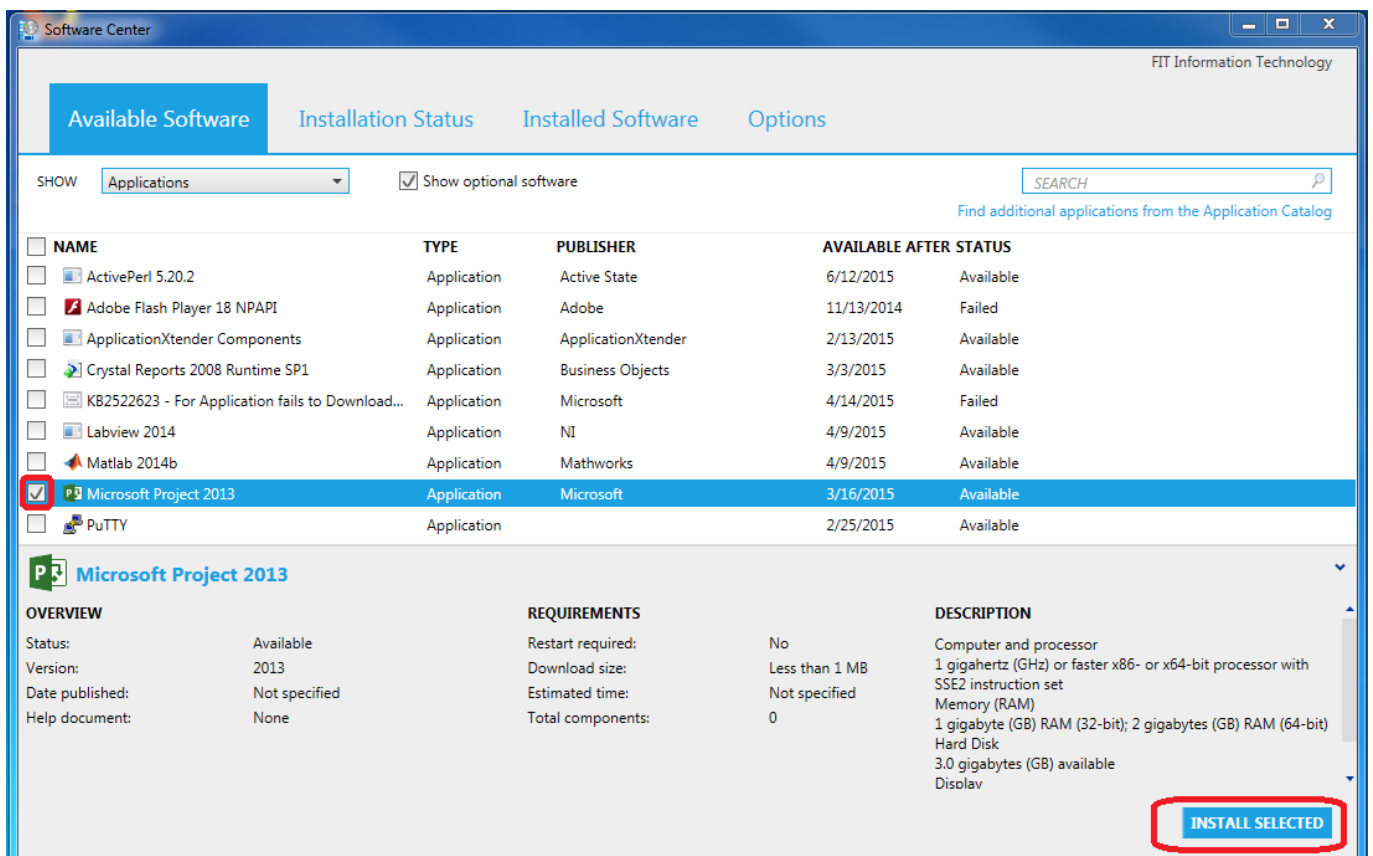 Software Center
FIT Information Technology
Available Software Installation Status Installed Software Options
SHOW Applications Show optional software SEARCH
Find additional applications from the Application Catalog
NAME TYPE PUBLISHER AVAILABLE AFTER STATUS
ActivePerl 5.20.2 Application Active State 6/12/2015 Available
Adobe Flash Player 18 NPAPI Application Adobe 11/13/2014 Failed
ApplicationXtender Components Application ApplicationXtender 2/13/2015 Available
Crystal Reports 2008 Runtime SP1 Application Business Objects 3/3/2015 Available
KB2522623 - For Application fails to Download... Application Microsoft 4/14/2015 Failed
Labview 2014 Application NI 4/9/2015 Available
Matlab 2014b Application Mathworks 4/9/2015 Available
Microsoft Project 2013 Application Microsoft 3/16/2015 Available
PuTTY Application 2/25/2015 Available
Microsoft Project 2013
OVERVIEW
Status: Available
Version: 2013
Date published: Not specified
Help document: None
REQUIREMENTS
Restart required: No
Download size: Less than 1 MB
Estimated time: Not specified
Total components: 0
DESCRIPTION
Computer and processor
1 gigahertz (GHz) or faster x86- or x64-bit processor with
SSE2 instruction set
Memory (RAM)
1 gigabyte (GB) RAM (32-bit); 2 gigabytes (GB) RAM (64-bit)
Hard Disk
3.0 gigabytes (GB) available
Display
INSTALL SELECTED